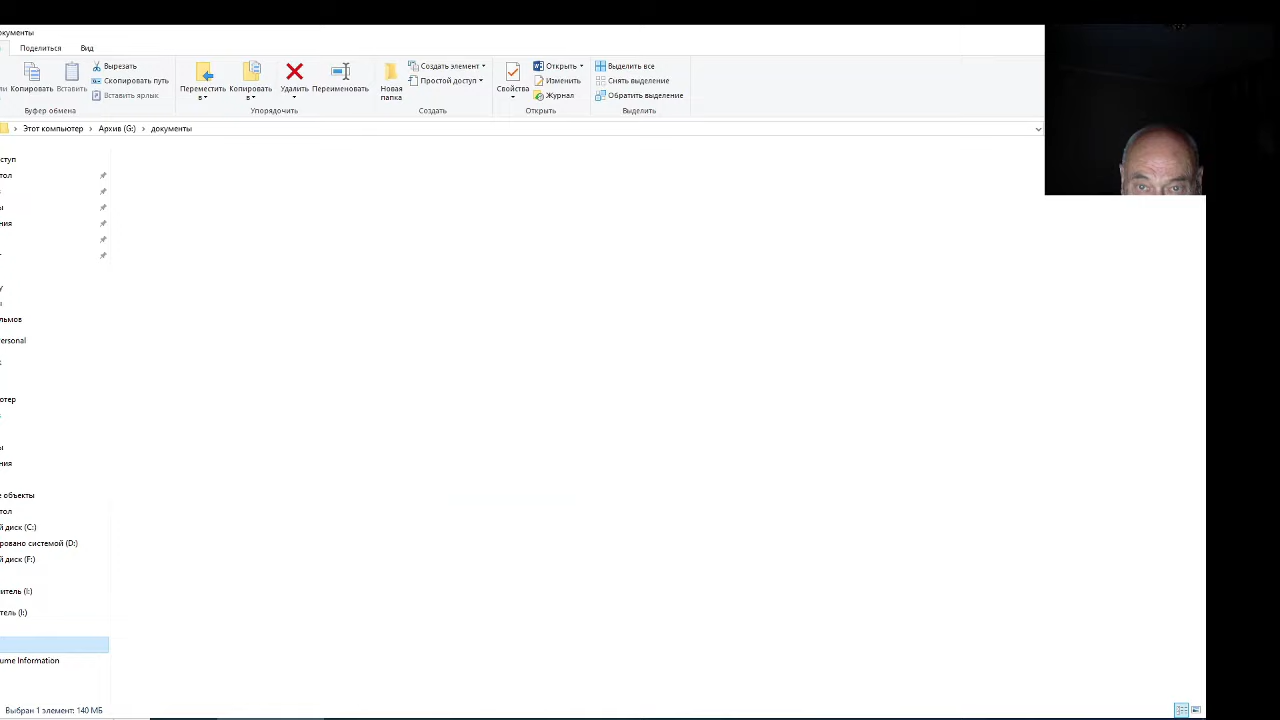 окументы
Поделиться
Вид
Копировать
Вставить
Вырезать
Скопировать путь
Вставить ярлык
Буфер обмена
Переместить в
Копировать в
Удалить
Переименовать
Упорядочить
Новая папка
Создать элемент
Простой доступ
Создать
Свойства
Открыть
Изменить
Журнал
Открыть
Выделить все
Снять выделение
Обратить выделение
Выделить
Этот компьютер > Архив (G:) > документы
ступ
тол
ы
ния
у
ы
льмов
ersonal
отер
ы
ния
е объекты
тол
й диск (C:)
ровано системой (D:)
й диск (F:)
итель (I:)
тель (I:)
ume Information
Выбран 1 элемент: 140 МБ